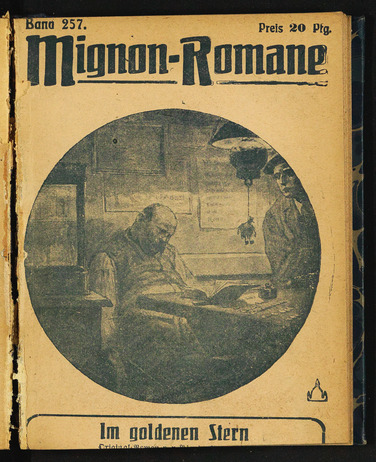 Band 257.
Preis 20 Pfg.
Mignon-Romane
Im goldenen Stern